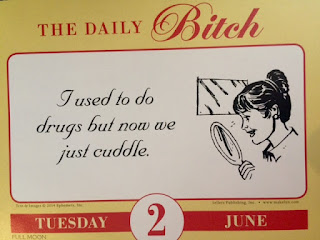 THE DAILY Bitch
I used to do
drugs but now we
just cuddle.
TUESDAY 2 JUNE
FULL MOON